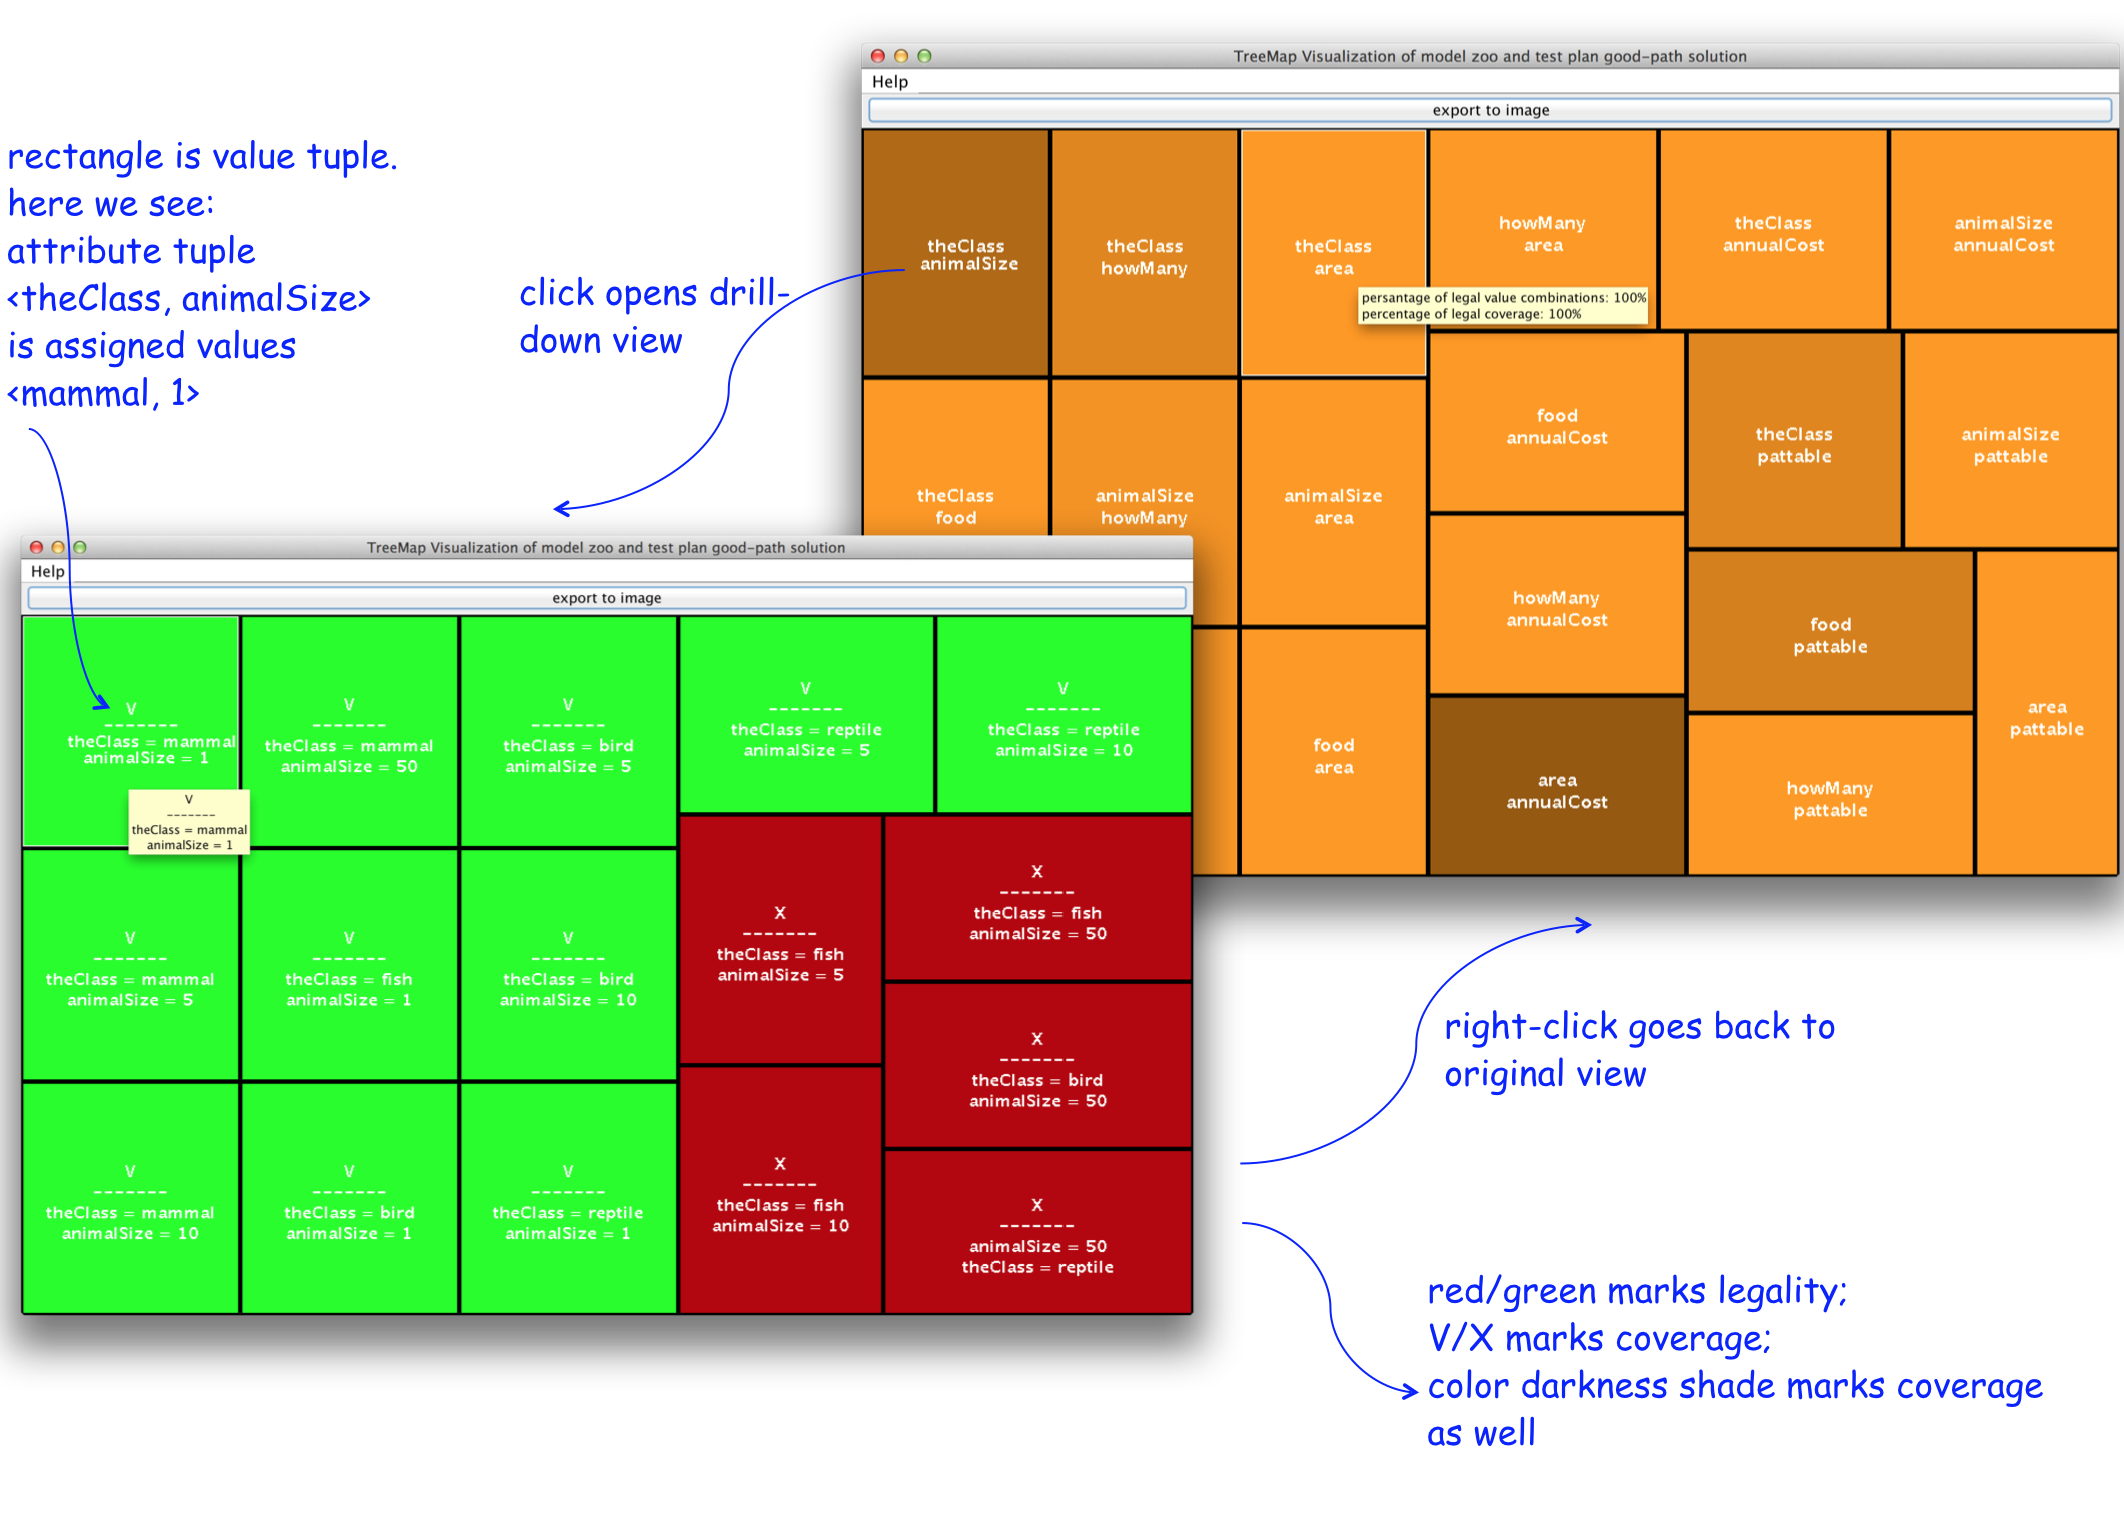 TreeMap Visualization of model zoo and test plan good-path solution
Help
export to image
theClass
animalSize
theClass
howMany
theClass
area
howMany
area
theClass
annualCost
animalSize
annualCost
persantage of legal value combinations: 100%
percentage of legal coverage: 100%
theClass
food
animalSize
howMany
animalSize
area
food
annualCost
theClass
pattable
animalSize
pattable
howMany
annualCost
food
pattable
area
pattable
food
area
area
annualCost
howMany
pattable
rectangle is value tuple.
here we see:
attribute tuple
<theClass, animalSize>
is assigned values
<mammal, 1>
click opens drill-
down view
TreeMap Visualization of model zoo and test plan good-path solution
Help
export to image
V
-------
theClass = mammal
animalSize = 1
V
-------
theClass = mammal
animalSize = 50
V
-------
theClass = bird
animalSize = 5
V
-------
theClass = reptile
animalSize = 5
V
-------
theClass = reptile
animalSize = 10
V
-------
theClass = mammal
animalSize = 1
V
-------
theClass = mammal
animalSize = 5
V
-------
theClass = fish
animalSize = 1
V
-------
theClass = bird
animalSize = 10
X
-------
theClass = fish
animalSize = 5
X
-------
theClass = fish
animalSize = 50
X
-------
theClass = bird
animalSize = 50
V
-------
theClass = mammal
animalSize = 10
V
-------
theClass = bird
animalSize = 1
V
-------
theClass = reptile
animalSize = 1
X
-------
theClass = fish
animalSize = 10
X
-------
animalSize = 50
theClass = reptile
right-click goes back to
original view
red/green marks legality;
V/X marks coverage;
color darkness shade marks coverage
as well